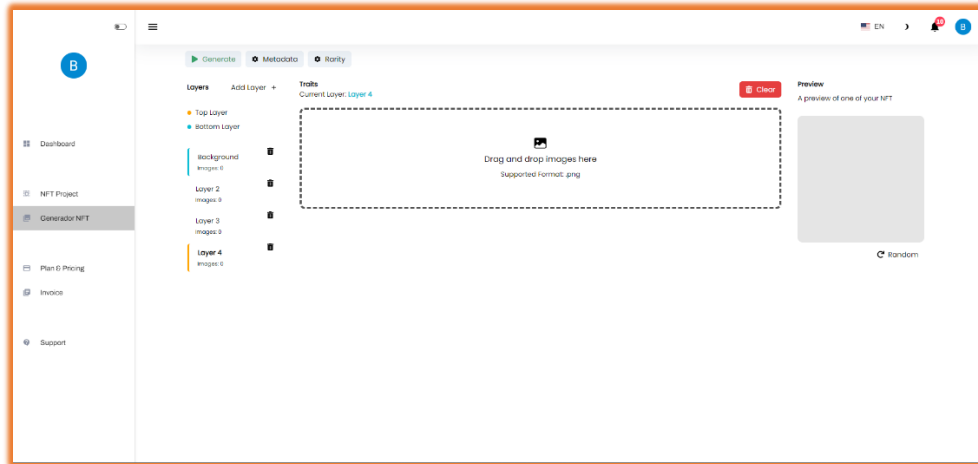 EN
10
B
B
Generate
Metadata
Rarity
Layers
Add Layer +
Top Layer
Bottom Layer
Background
Images: 0
Layer 2
Images: 0
Layer 3
Images: 0
Layer 4
Images: 0
Traits
Current Layer: Layer 4
Clear
Drag and drop images here
Supported Format: .png
Preview
A preview of one of your NFT
Random
Dashboard
NFT Project
Generador NFT
Plan & Pricing
Invoice
Support